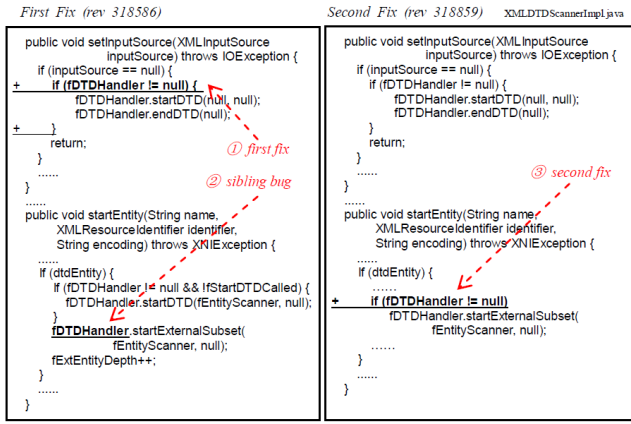 First Fix (rev 318586)
public void setInputSource(XMLInputSource
inputSource) throws IOException {
if (inputSource == null) {
+ if (fDTDHandler != null) {
fDTDHandler.startDTD(null, null);
fDTDHandler.endDTD(null);
+ }
return;
}
......
}
......
public void startEntity(String name,
XMLResourceIdentifier identifier,
String encoding) throws XNIException {
......
If (dtdEntity) {
If (fDTDHandler != null && !fStartDTDCalled) {
fDTDHandler.startDTD(fEntityScanner, null);
}
fDTDHandler.startExternalSubset(
fEntityScanner, null);
fExtEntityDepth++;
}
......
}
① first fix
② sibling bug
Second Fix (rev 318859) XMLDTDScannerImpl.java
public void setInputSource(XMLInputSource
inputSource) throws IOException {
if (inputSource == null) {
if (fDTDHandler != null) {
fDTDHandler.startDTD(null, null);
fDTDHandler.endDTD(null);
}
return;
}
......
}
......
public void startEntity(String name,
XMLResourceIdentifier identifier,
String encoding) throws XNIException {
......
If (dtdEntity) {
......
+ if (fDTDHandler != null)
fDTDHandler.startExternalSubset(
fEntityScanner, null);
......
}
......
}
③ second fix